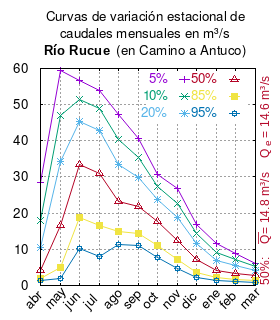 Curvas de variación estacional de
caudales mensuales en m³/s
Río Rucue (en Camino a Antuco)
60
50
40
30
20
10
0
5% 50%
10% 85%
20% 95%
abr may jun jul ago sep oct nov dic ene feb mar
50%: Q= 14.8 m³/s Q e = 14.6 m³/s